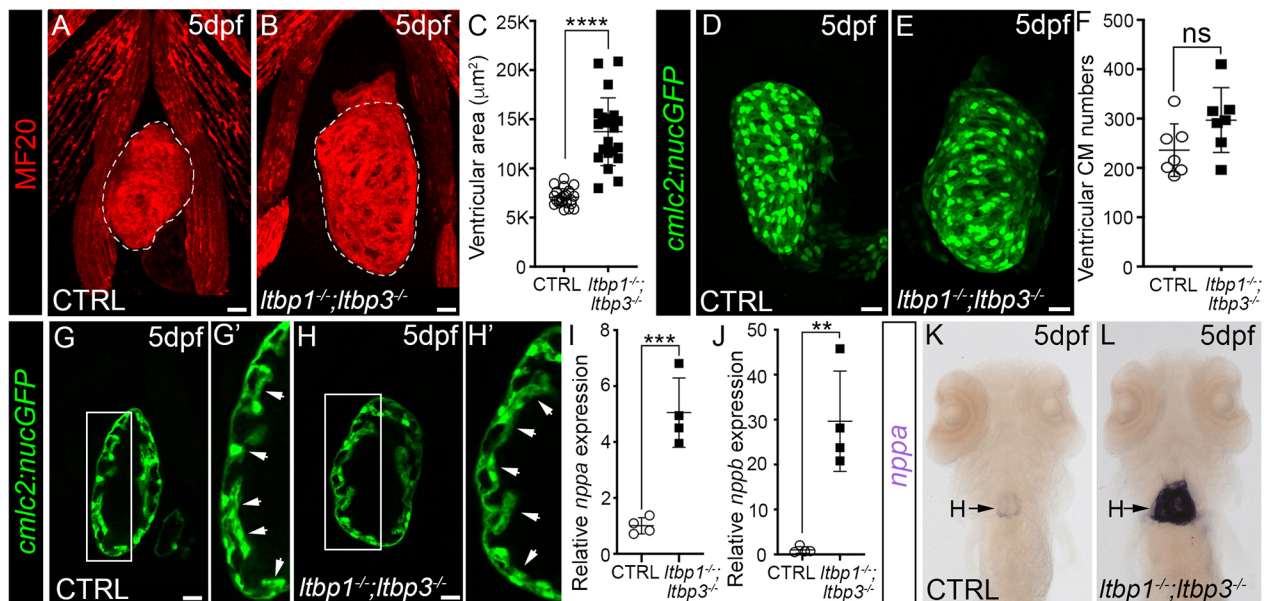 MF20
A
5dpf
CTRL
B
5dpf
ltbp1-/-;ltbp3-/-
C
****
Ventricular area (μm²)
25K
20K
15K
10K
5K
0
CTRL ltbp1-/-;
ltbp3-/-
cmlc2:nucGFP
D
5dpf
CTRL
E
5dpf
ltbp1-/-;ltbp3-/-
F
ns
Ventricular CM numbers
500
400
300
200
100
0
CTRL ltbp1-/-;
ltbp3-/-
cmlc2:nucGFP
G
5dpf
CTRL
G'
H
5dpf
ltbp1-/-;ltbp3-/-
H'
I
***
Relative nppa expression
8
6
4
2
0
CTRL ltbp1-/-;
ltbp3-/-
J
**
Relative nppb expression
50
40
30
20
10
0
CTRL ltbp1-/-;
ltbp3-/-
nppa
K
5dpf
H
CTRL
L
5dpf
H
ltbp1-/-;ltbp3-/-